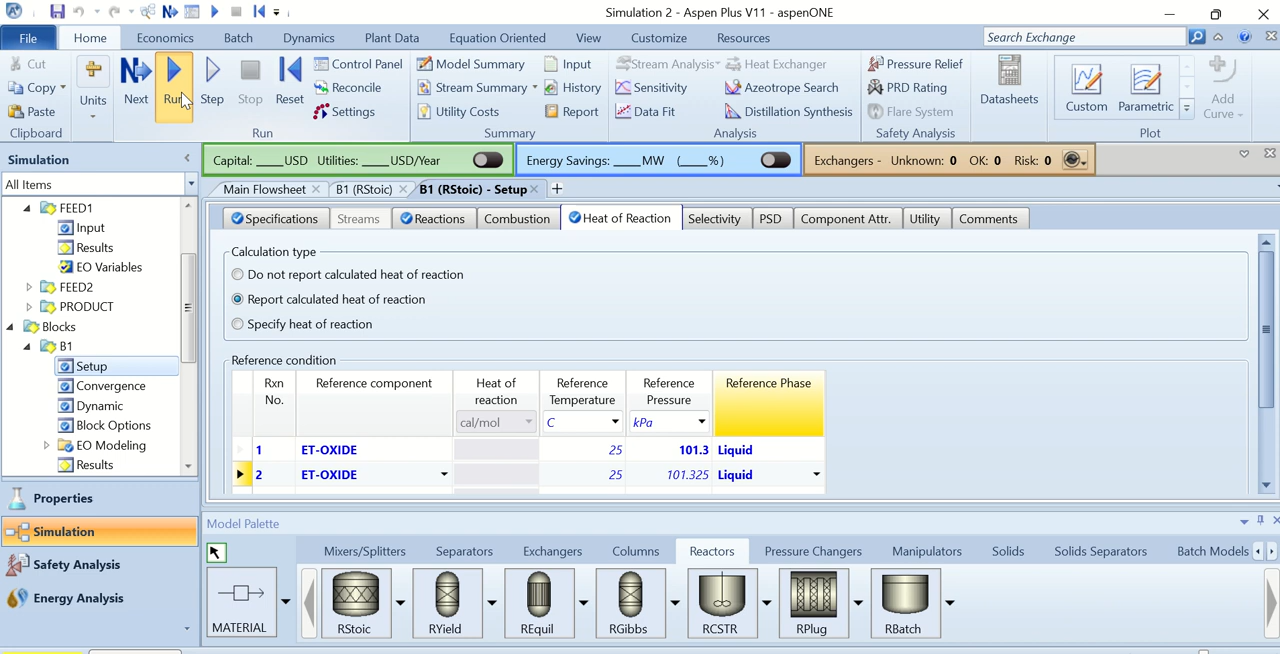 Simulation 2 - Aspen Plus V11 - aspenONE
File Home Economics Batch Dynamics Plant Data Equation Oriented View Customize Resources Search Exchange
Cut Copy Paste Clipboard
Units
Next Run Step Stop Reset Control Panel Reconcile Settings Run
Model Summary Input Stream Summary History Utility Costs Report Summary
Stream Analysis Heat Exchanger Sensitivity Azeotrope Search Data Fit Distillation Synthesis Analysis
Pressure Relief PRD Rating Flare System Safety Analysis
Datasheets
Custom Parametric Add Curve Plot
Simulation
All Items
Capital: ____USD Utilities: ____USD/Year
Energy Savings: ____MW (____%)
Exchangers - Unknown: 0 OK: 0 Risk: 0
FEED1
Input
Results
EO Variables
FEED2
PRODUCT
Blocks
B1
Setup
Convergence
Dynamic
Block Options
EO Modeling
Results
Properties
Simulation
Safety Analysis
Energy Analysis
Main Flowsheet B1 (RStoic) B1 (RStoic) - Setup
Specifications Streams Reactions Combustion Heat of Reaction Selectivity PSD Component Attr. Utility Comments
Calculation type
Do not report calculated heat of reaction
Report calculated heat of reaction
Specify heat of reaction
Reference condition
Rxn No. Reference component Heat of reaction Reference Temperature Reference Pressure Reference Phase
cal/mol C kPa
1 ET-OXIDE 25 101.3 Liquid
2 ET-OXIDE 25 101.325 Liquid
Model Palette
Mixers/Splitters Separators Exchangers Columns Reactors Pressure Changers Manipulators Solids Solids Separators Batch Models
MATERIAL RStoic RYield REquil RGibbs RCSTR RPlug RBatch